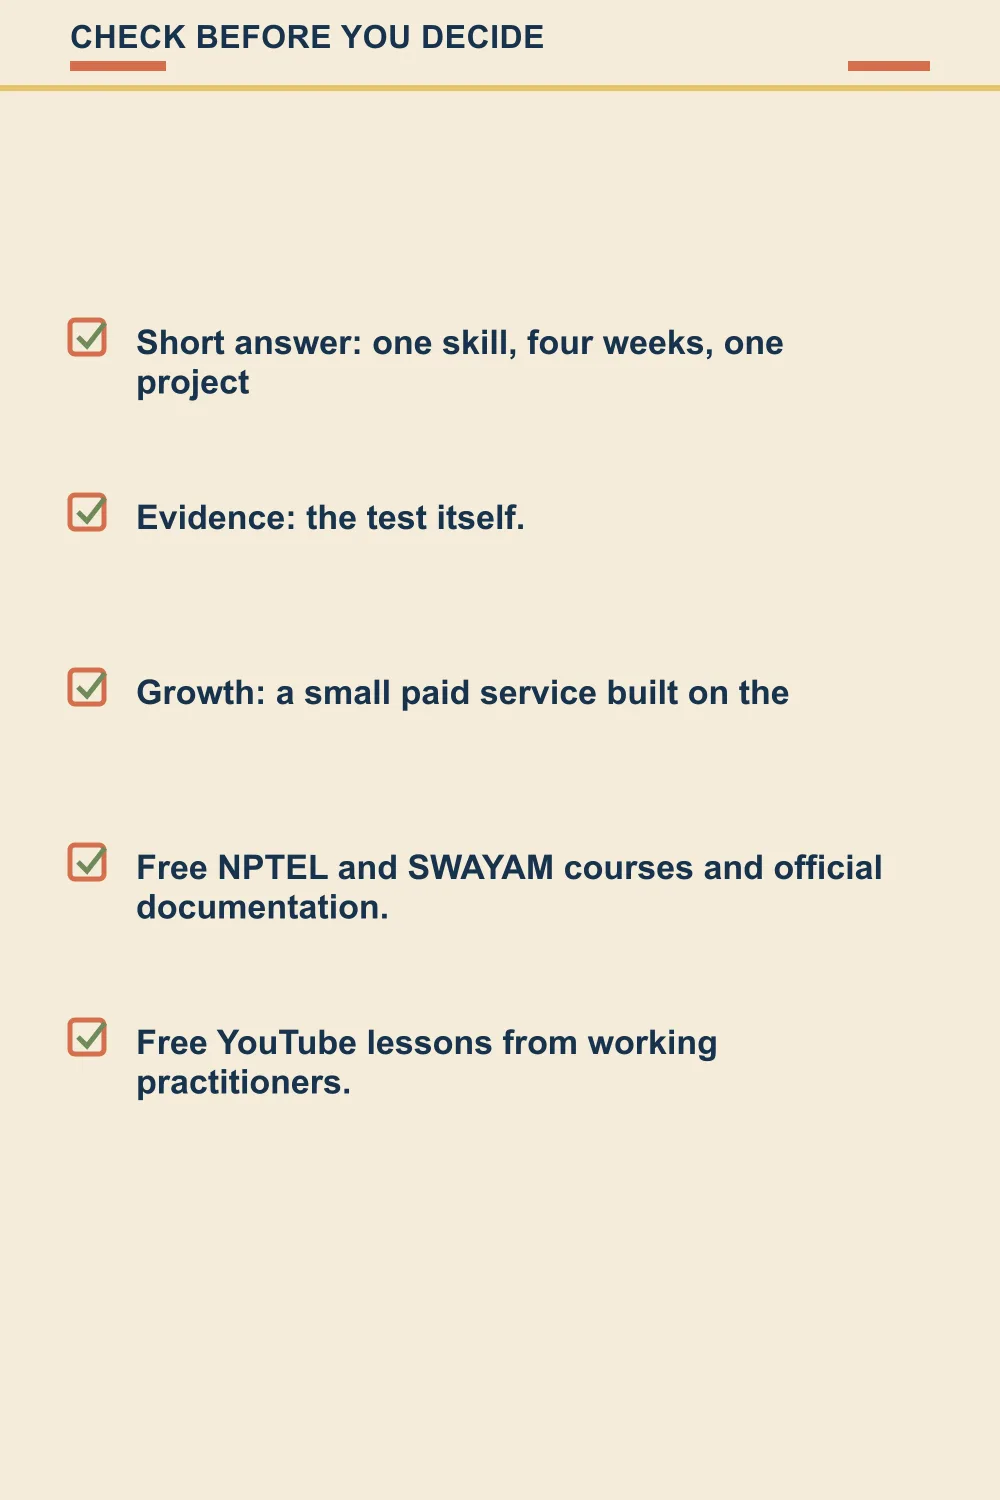 CHECK BEFORE YOU DECIDE
Short answer: one skill, four weeks, one
project
Evidence: the test itself.
Growth: a small paid service built on the
Free NPTEL and SWAYAM courses and official
documentation.
Free YouTube lessons from working
practitioners.